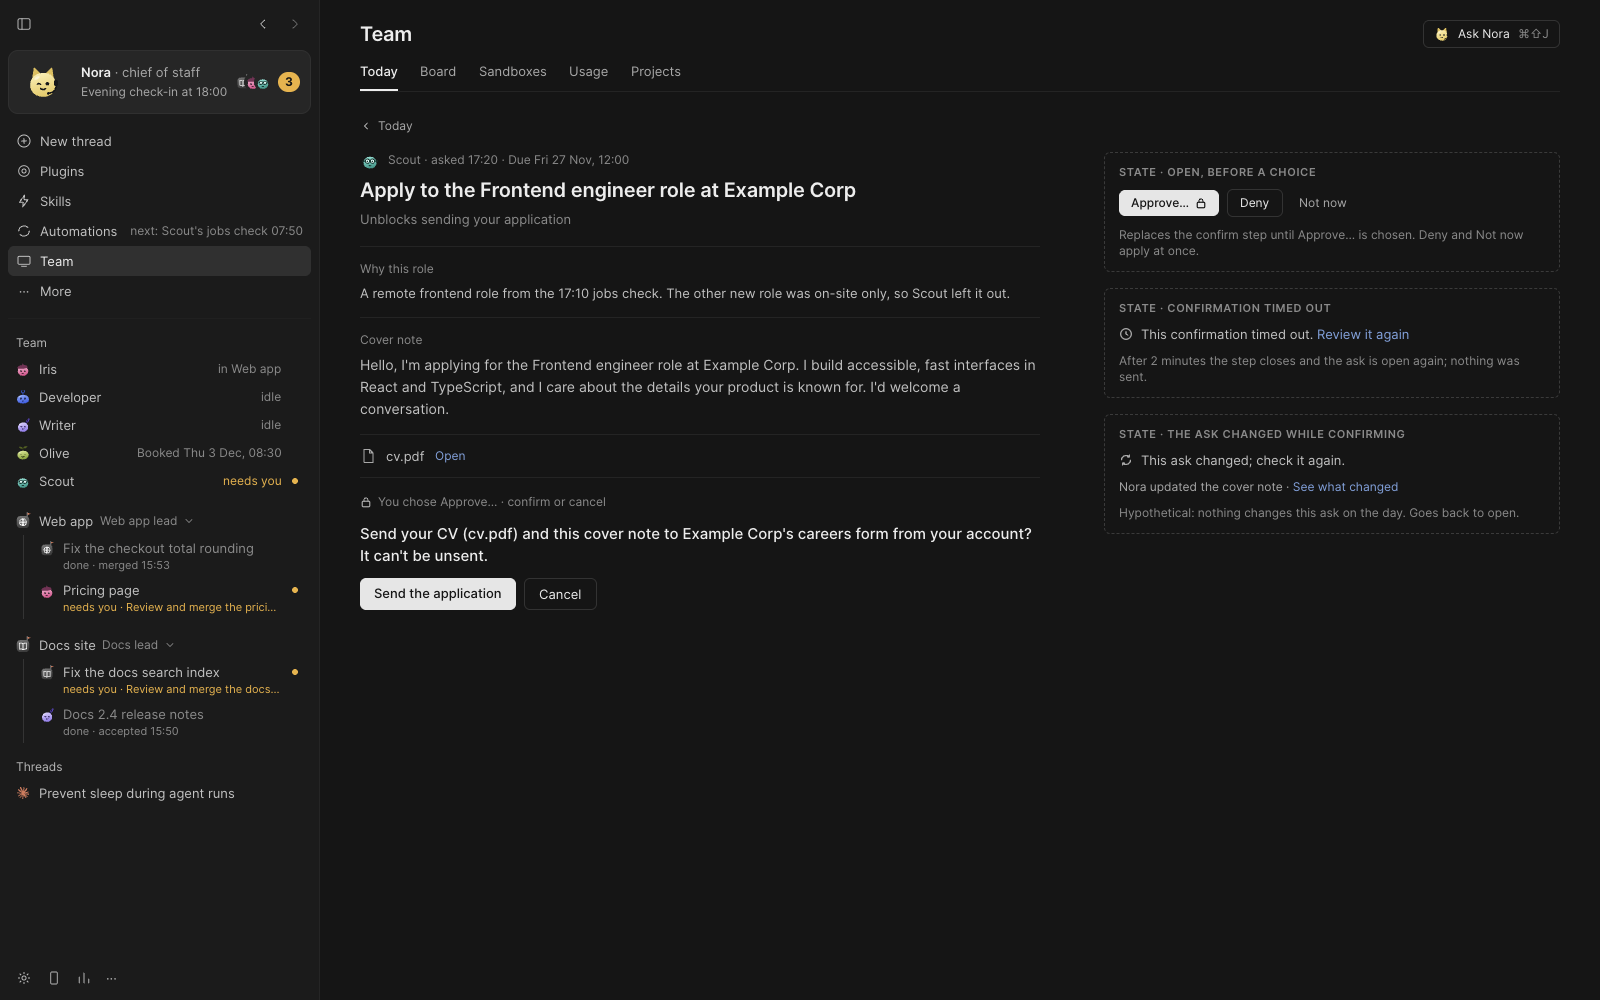 Nora · chief of staff
Evening check-in at 18:00
3
New thread
Plugins
Skills
Automations next: Scout's jobs check 07:50
Team
More
Team
Iris in Web app
Developer idle
Writer idle
Olive Booked Thu 3 Dec, 08:30
Scout needs you
Web app Web app lead
Fix the checkout total rounding
done · merged 15:53
Pricing page
needs you · Review and merge the prici...
Docs site Docs lead
Fix the docs search index
needs you · Review and merge the docs...
Docs 2.4 release notes
done · accepted 15:50
Threads
Prevent sleep during agent runs
Team
Ask Nora ⌘⇧J
Today Board Sandboxes Usage Projects
Today
Scout · asked 17:20 · Due Fri 27 Nov, 12:00
Apply to the Frontend engineer role at Example Corp
Unblocks sending your application
Why this role
A remote frontend role from the 17:10 jobs check. The other new role was on-site only, so Scout left it out.
Cover note
Hello, I'm applying for the Frontend engineer role at Example Corp. I build accessible, fast interfaces in
React and TypeScript, and I care about the details your product is known for. I'd welcome a
conversation.
cv.pdf Open
You chose Approve... · confirm or cancel
Send your CV (cv.pdf) and this cover note to Example Corp's careers form from your account?
It can't be unsent.
Send the application Cancel
STATE · OPEN, BEFORE A CHOICE
Approve... Deny Not now
Replaces the confirm step until Approve... is chosen. Deny and Not now
apply at once.
STATE · CONFIRMATION TIMED OUT
This confirmation timed out. Review it again
After 2 minutes the step closes and the ask is open again; nothing was
sent.
STATE · THE ASK CHANGED WHILE CONFIRMING
This ask changed; check it again.
Nora updated the cover note · See what changed
Hypothetical: nothing changes this ask on the day. Goes back to open.